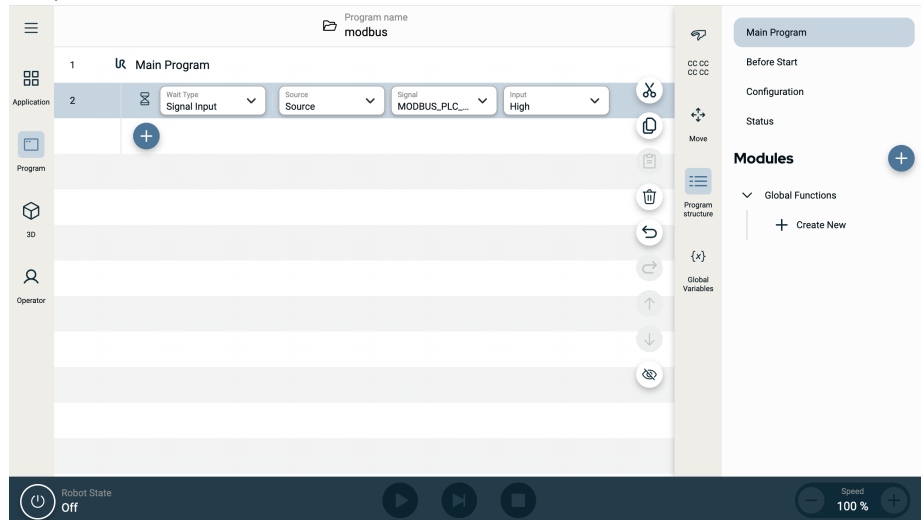 Program name
modbus
Application
Program
3D
Operator
1
Main Program
2
Wait Type
Signal Input
Source
Source
Signal
MODBUS_PLC_...
Input
High
CC CC
CC CC
Move
Program
structure
{x}
Global
Variables
Main Program
Before Start
Configuration
Status
Modules
Global Functions
Create New
Robot State
Off
Speed
100 %